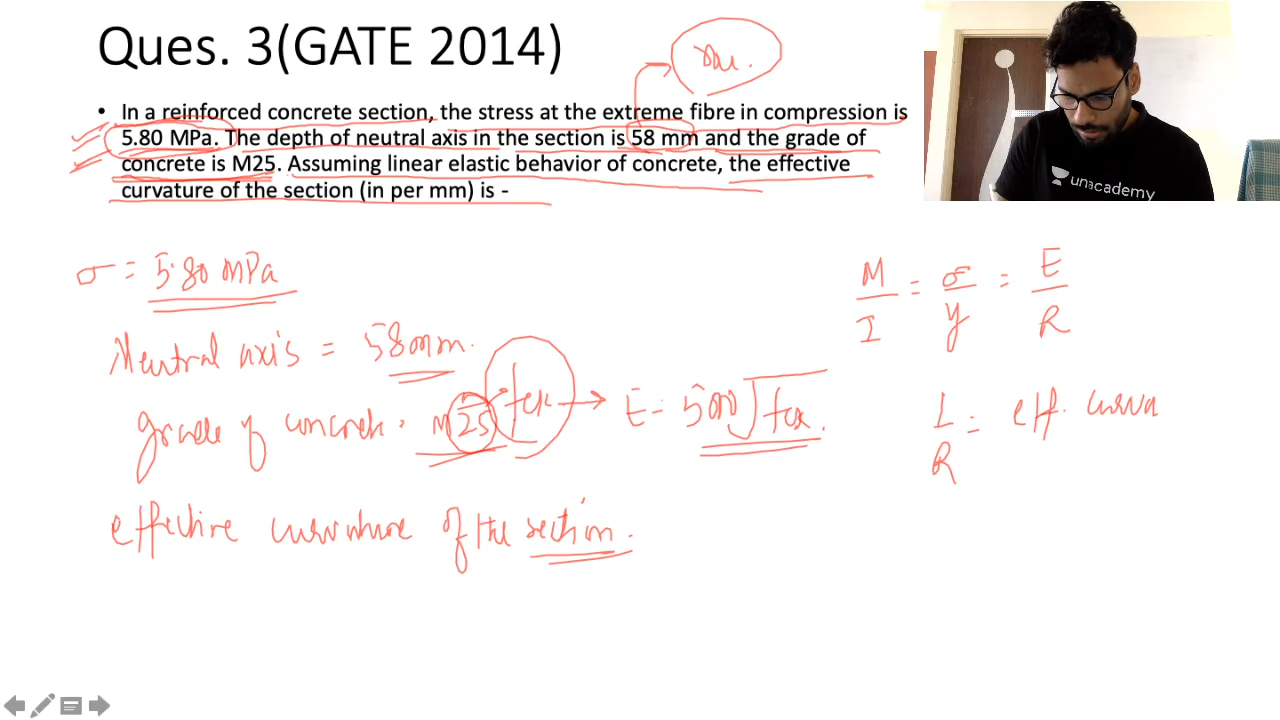 Ques. 3(GATE 2014)
• In a reinforced concrete section, the stress at the extreme fibre in compression is
5.80 MPa. The depth of neutral axis in the section is 58 mm and the grade of
concrete is M25. Assuming linear elastic behavior of concrete, the effective
curvature of the section (in per mm) is -
unacademy
σ = 5.80 MPa
M/I = σ/y = E/R
Neutral axis = 58mm.
grade of concrete . M25 fck → E = 5000√fck.
1/R = eff. curva
effective curvature of the section.